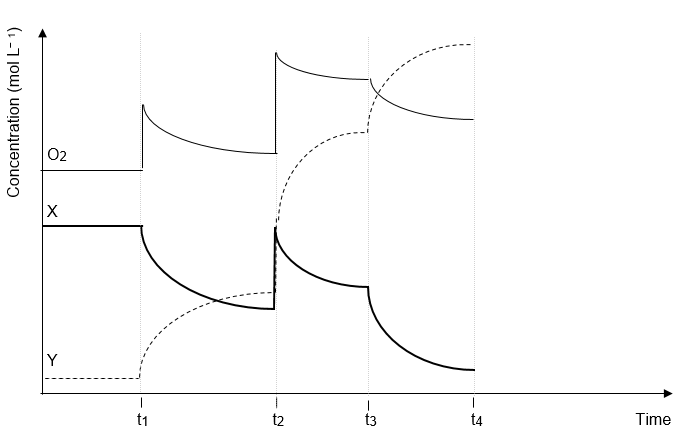 Concentration (mol L⁻¹)
O₂
X
Y
t₁
t₂
t₃
t₄
Time